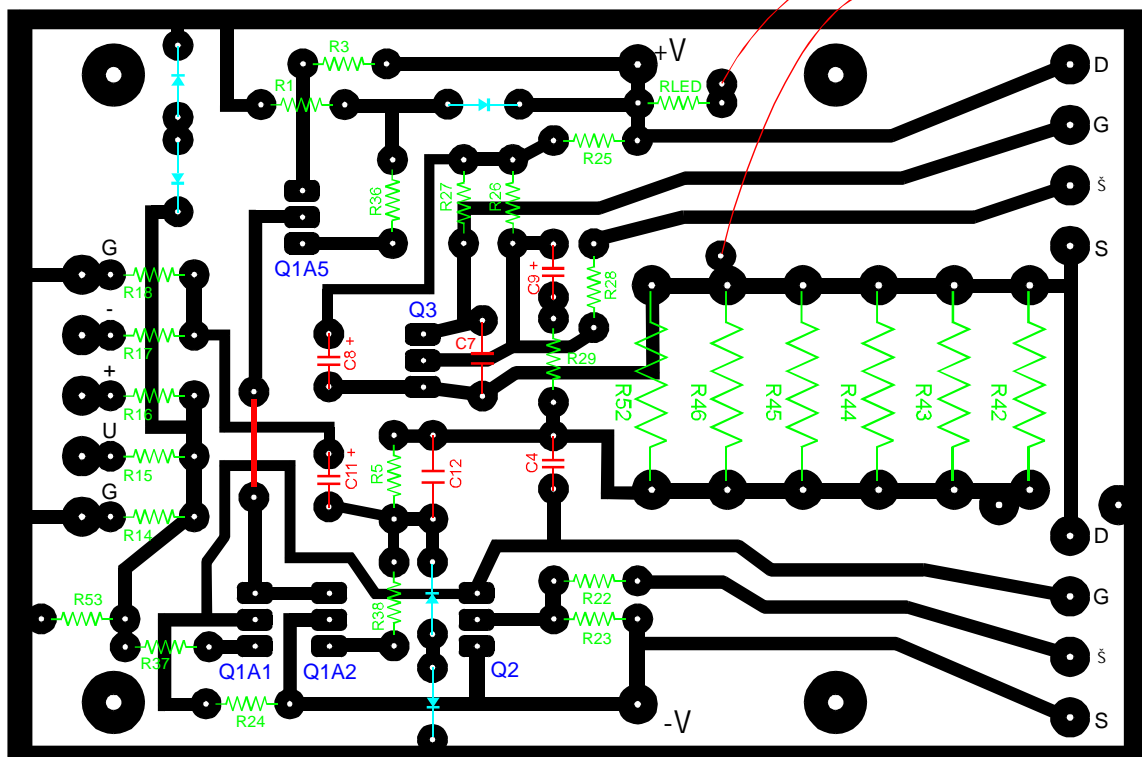 R3
+V
D
R1
RLED
G
R25
R36
R27
R26
Š
G
Q1A5
S
R18
C9 +
R28
-
Q3
R17
C7
C8 +
R29
+
R16
R52
R46
R45
R44
R43
R42
U
R15
C11 +
R5
C12
C4
G
R14
D
R53
R38
R22
G
R23
R37
Q1A1
Q1A2
Q2
Š
R24
-V
S